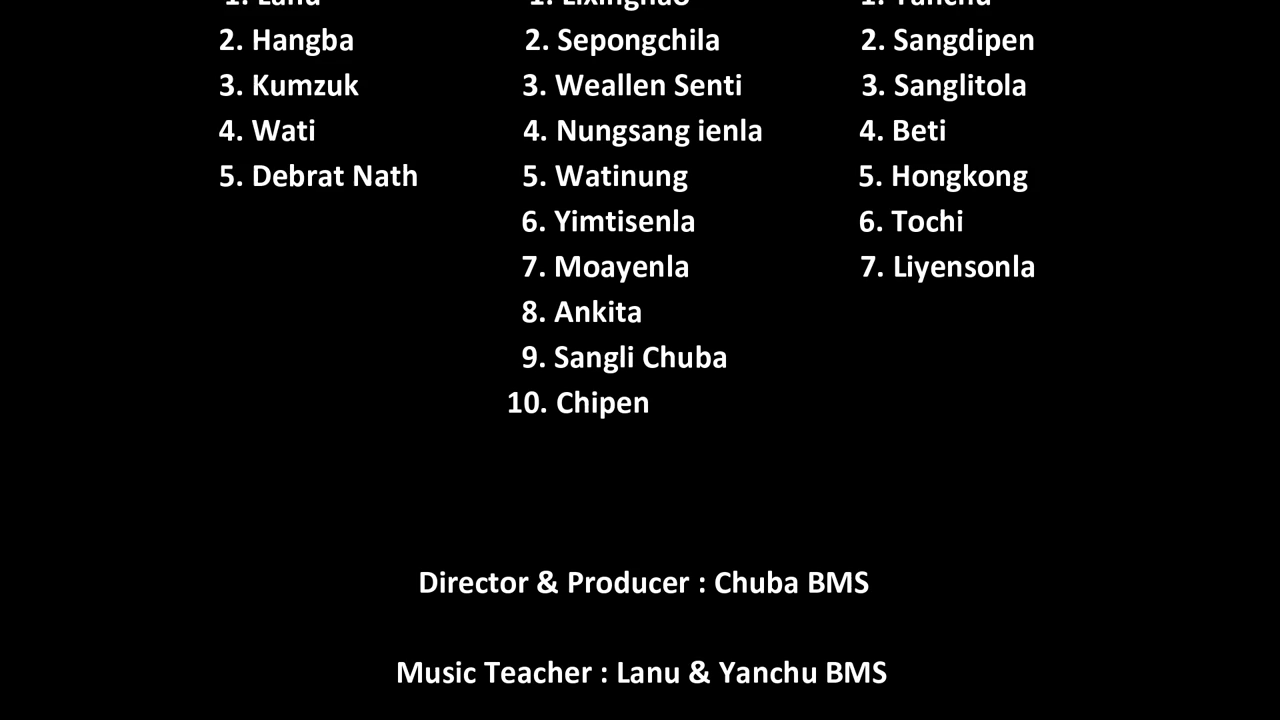 2. Hangba 2. Sepongchila 2. Sangdipen
3. Kumzuk 3. Weallen Senti 3. Sanglitola
4. Wati 4. Nungsang ienla 4. Beti
5. Debrat Nath 5. Watinung 5. Hongkong
6. Yimtisenla 6. Tochi
7. Moayenla 7. Liyensonla
8. Ankita
9. Sangli Chuba
10. Chipen
Director & Producer : Chuba BMS
Music Teacher : Lanu & Yanchu BMS